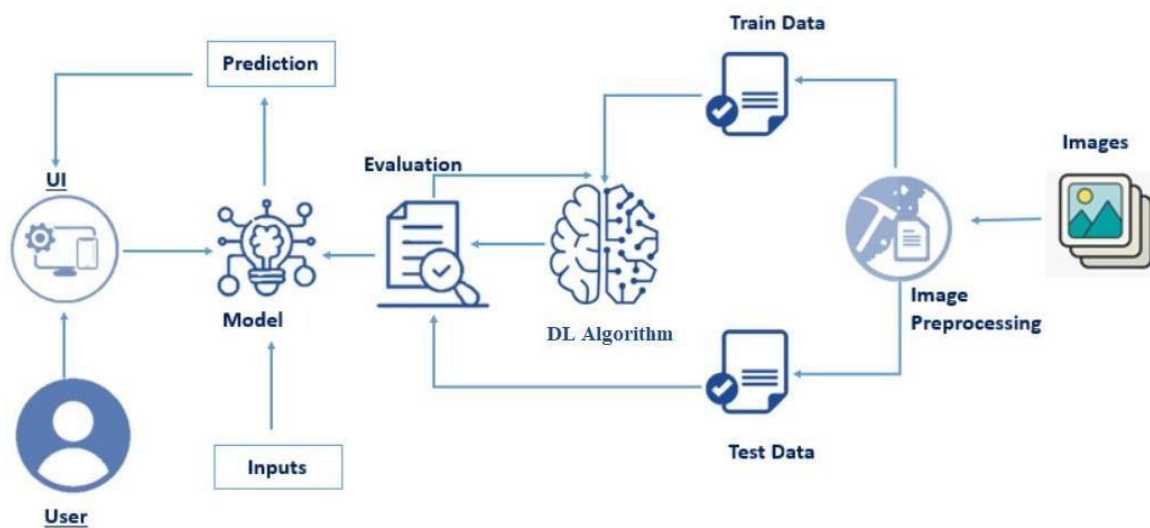 Train Data
Prediction
Images
Evaluation
UI
Image
Preprocessing
Model
DL Algorithm
Test Data
Inputs
User